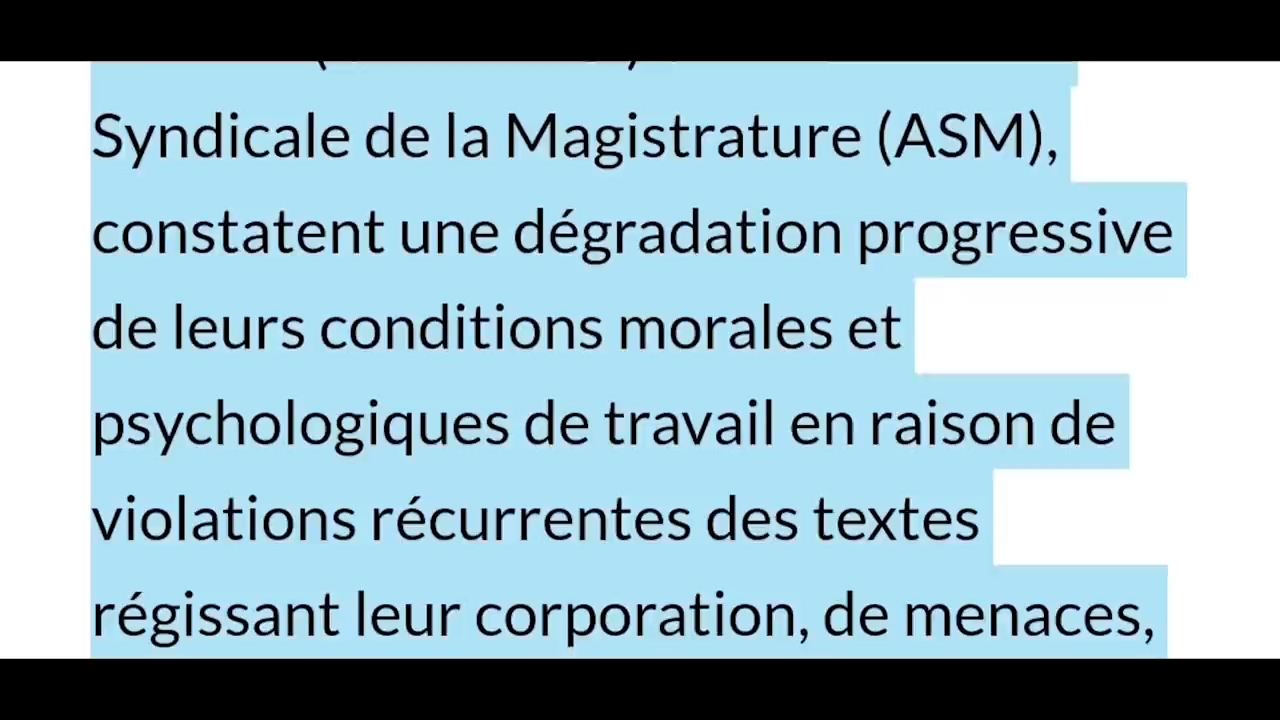 Syndicale de la Magistrature (ASM),
constatent une dégradation progressive
de leurs conditions morales et
psychologiques de travail en raison de
violations récurrentes des textes
régissant leur corporation, de menaces,